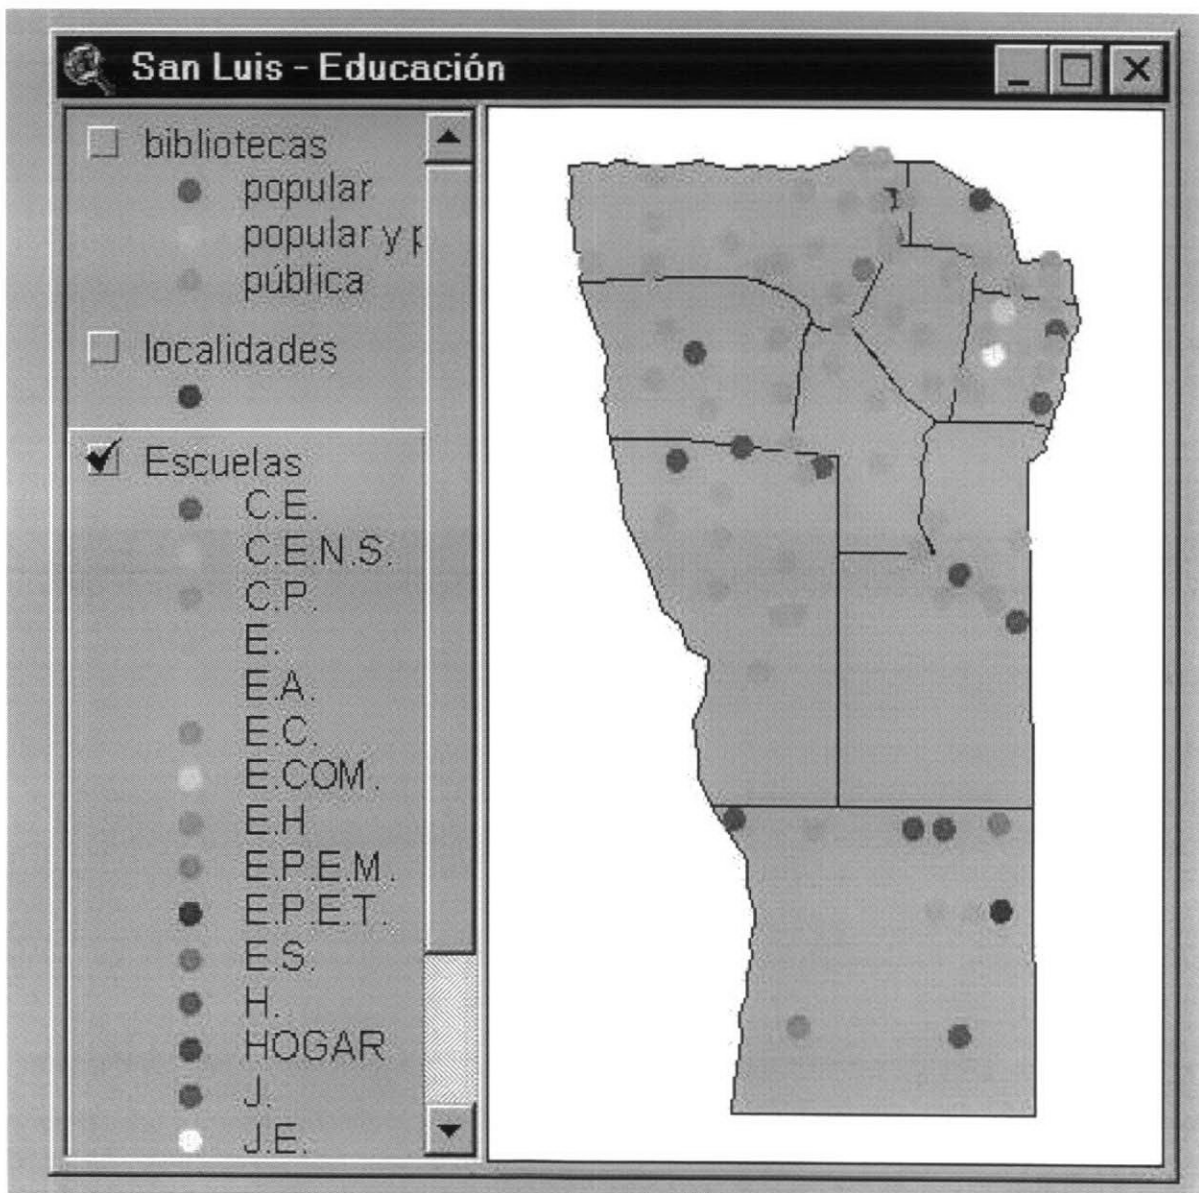 San Luis - Educación
bibliotecas
popular
popular y p
pública
localidades
Escuelas
C.E.
C.E.N.S.
C.P.
E.
E.A.
E.C.
E.COM.
E.H
E.P.E.M.
E.P.E.T.
E.S.
H.
HOGAR
J.
J.E.